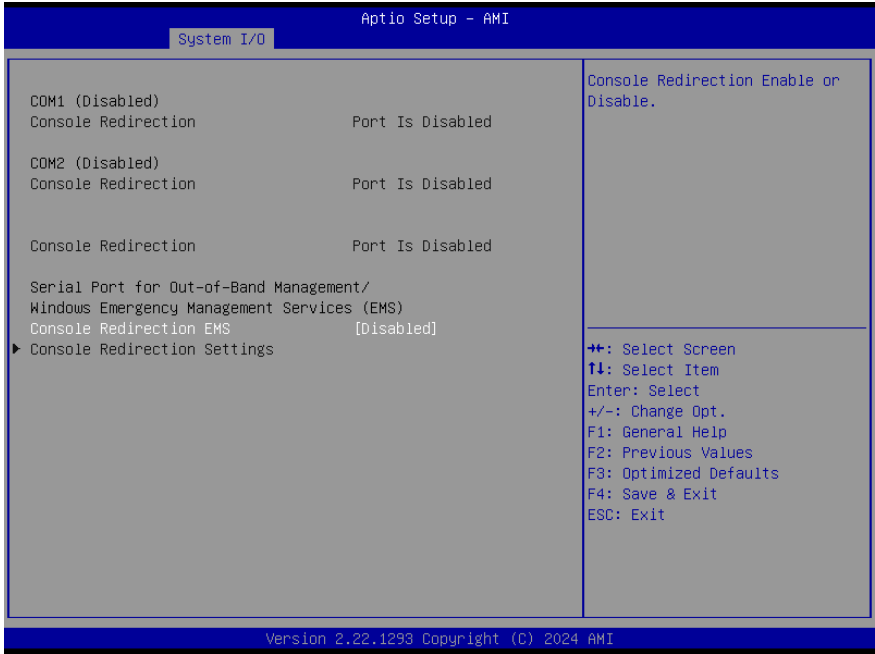 Aptio Setup – AMI
System I/O
COM1 (Disabled)
Console Redirection Port Is Disabled
COM2 (Disabled)
Console Redirection Port Is Disabled
Console Redirection Port Is Disabled
Serial Port for Out-of-Band Management/
Windows Emergency Management Services (EMS)
Console Redirection EMS [Disabled]
Console Redirection Settings
Console Redirection Enable or
Disable.
→←: Select Screen
↑↓: Select Item
Enter: Select
+/-: Change Opt.
F1: General Help
F2: Previous Values
F3: Optimized Defaults
F4: Save & Exit
ESC: Exit
Version 2.22.1293 Copyright (C) 2024 AMI